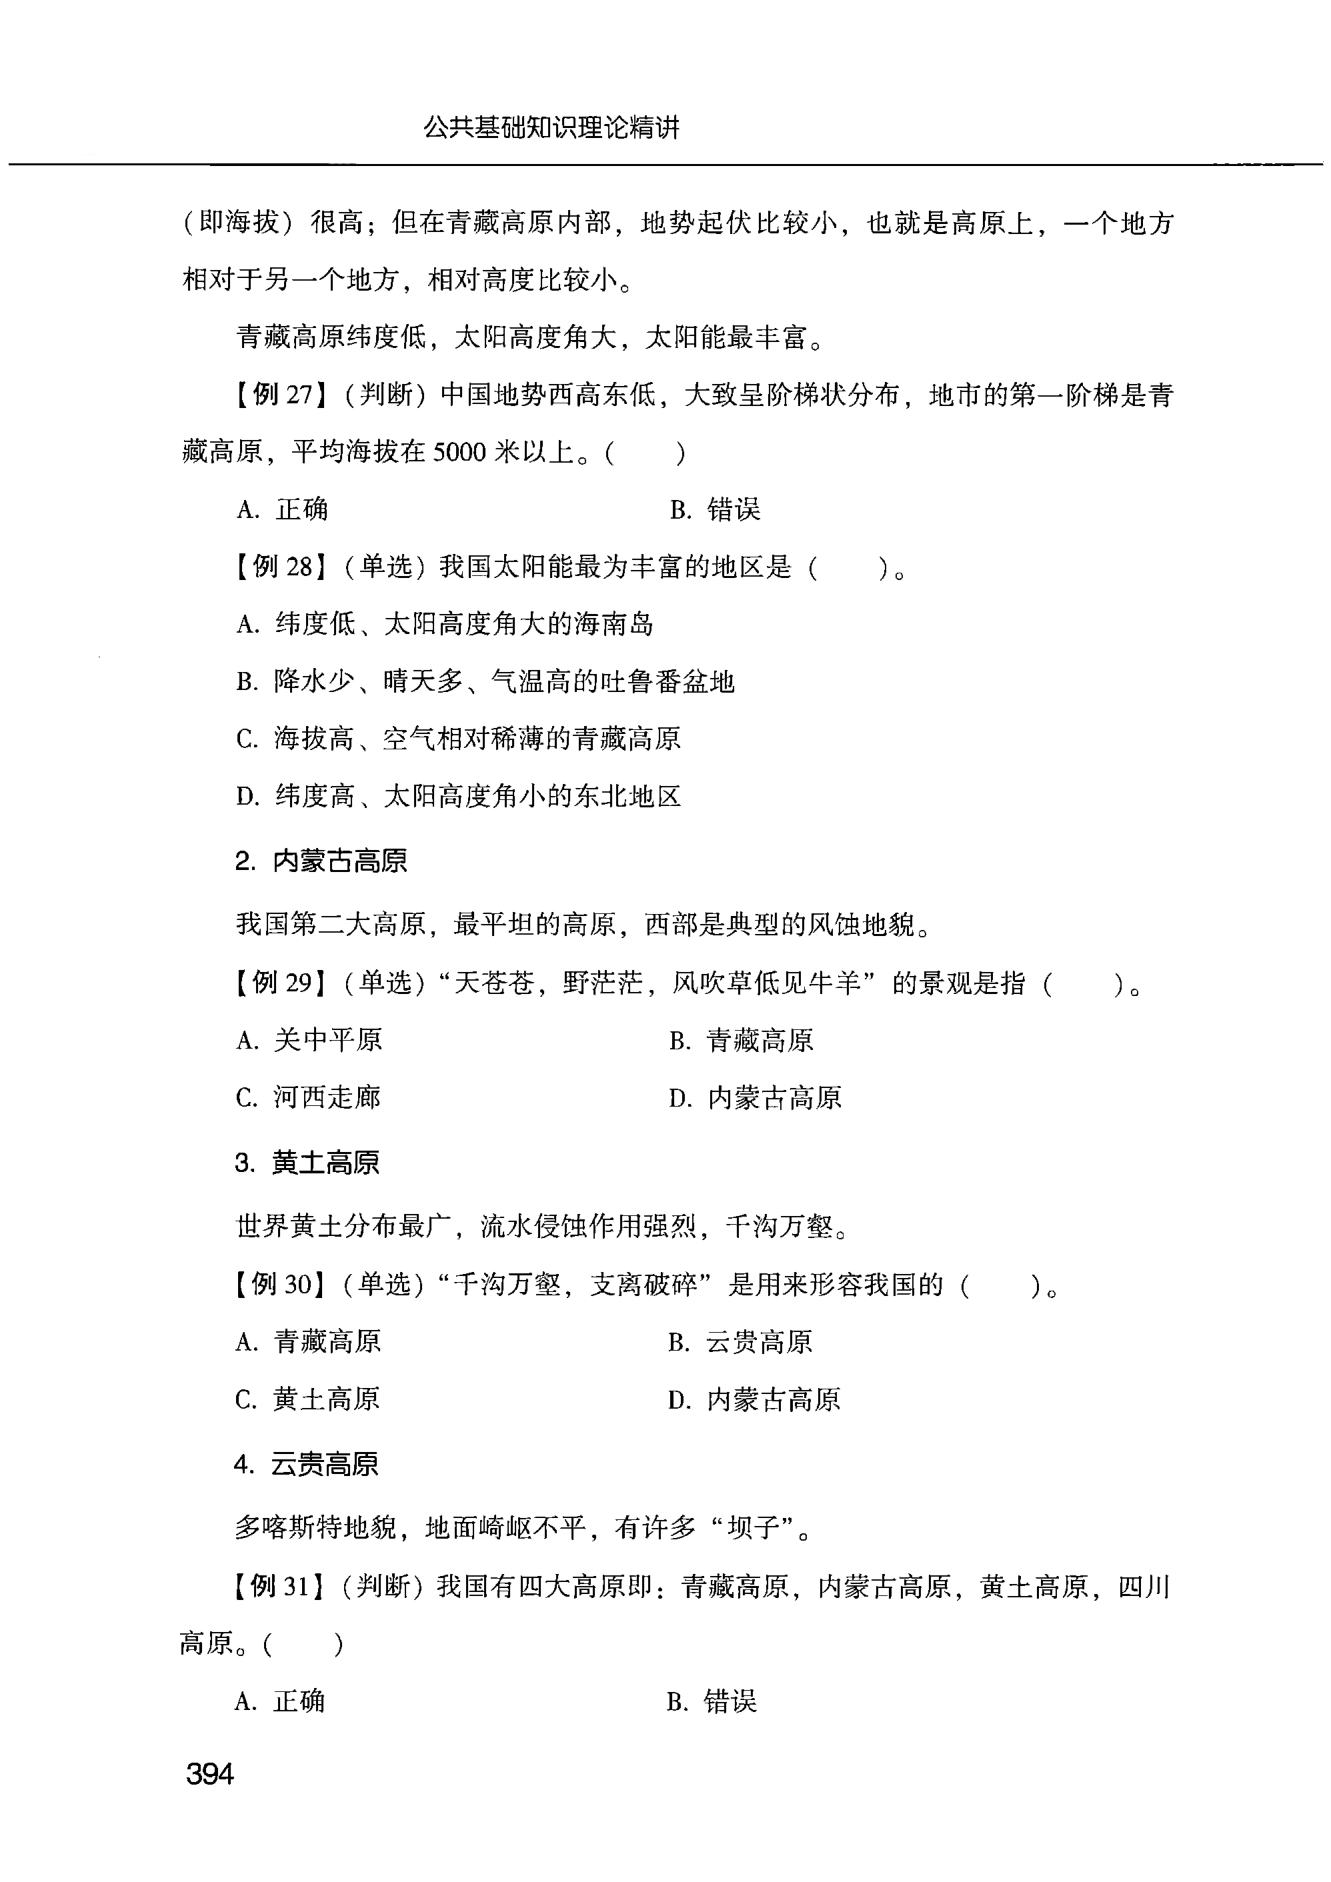 公共基础知识理论精讲
（即海拔）很高；但在青藏高原内部，地势起伏比较小，也就是高原上，一个地方
相对于另一个地方，相对高度比较小。
青藏高原纬度低，太阳高度角大，太阳能最丰富。
【例 27】（判断）中国地势西高东低，大致呈阶梯状分布，地市的第一阶梯是青
藏高原，平均海拔在 5000 米以上。（　　）
A. 正确 B. 错误
【例 28】（单选）我国太阳能最为丰富的地区是（　　）。
A. 纬度低、太阳高度角大的海南岛
B. 降水少、晴天多、气温高的吐鲁番盆地
C. 海拔高、空气相对稀薄的青藏高原
D. 纬度高、太阳高度角小的东北地区
2. 内蒙古高原
我国第二大高原，最平坦的高原，西部是典型的风蚀地貌。
【例 29】（单选）“天苍苍，野茫茫，风吹草低见牛羊”的景观是指（　　）。
A. 关中平原 B. 青藏高原
C. 河西走廊 D. 内蒙古高原
3. 黄土高原
世界黄土分布最广，流水侵蚀作用强烈，千沟万壑。
【例 30】（单选）“千沟万壑，支离破碎”是用来形容我国的（　　）。
A. 青藏高原 B. 云贵高原
C. 黄土高原 D. 内蒙古高原
4. 云贵高原
多喀斯特地貌，地面崎岖不平，有许多“坝子”。
【例 31】（判断）我国有四大高原即：青藏高原，内蒙古高原，黄土高原，四川
高原。（　　）
A. 正确 B. 错误
394